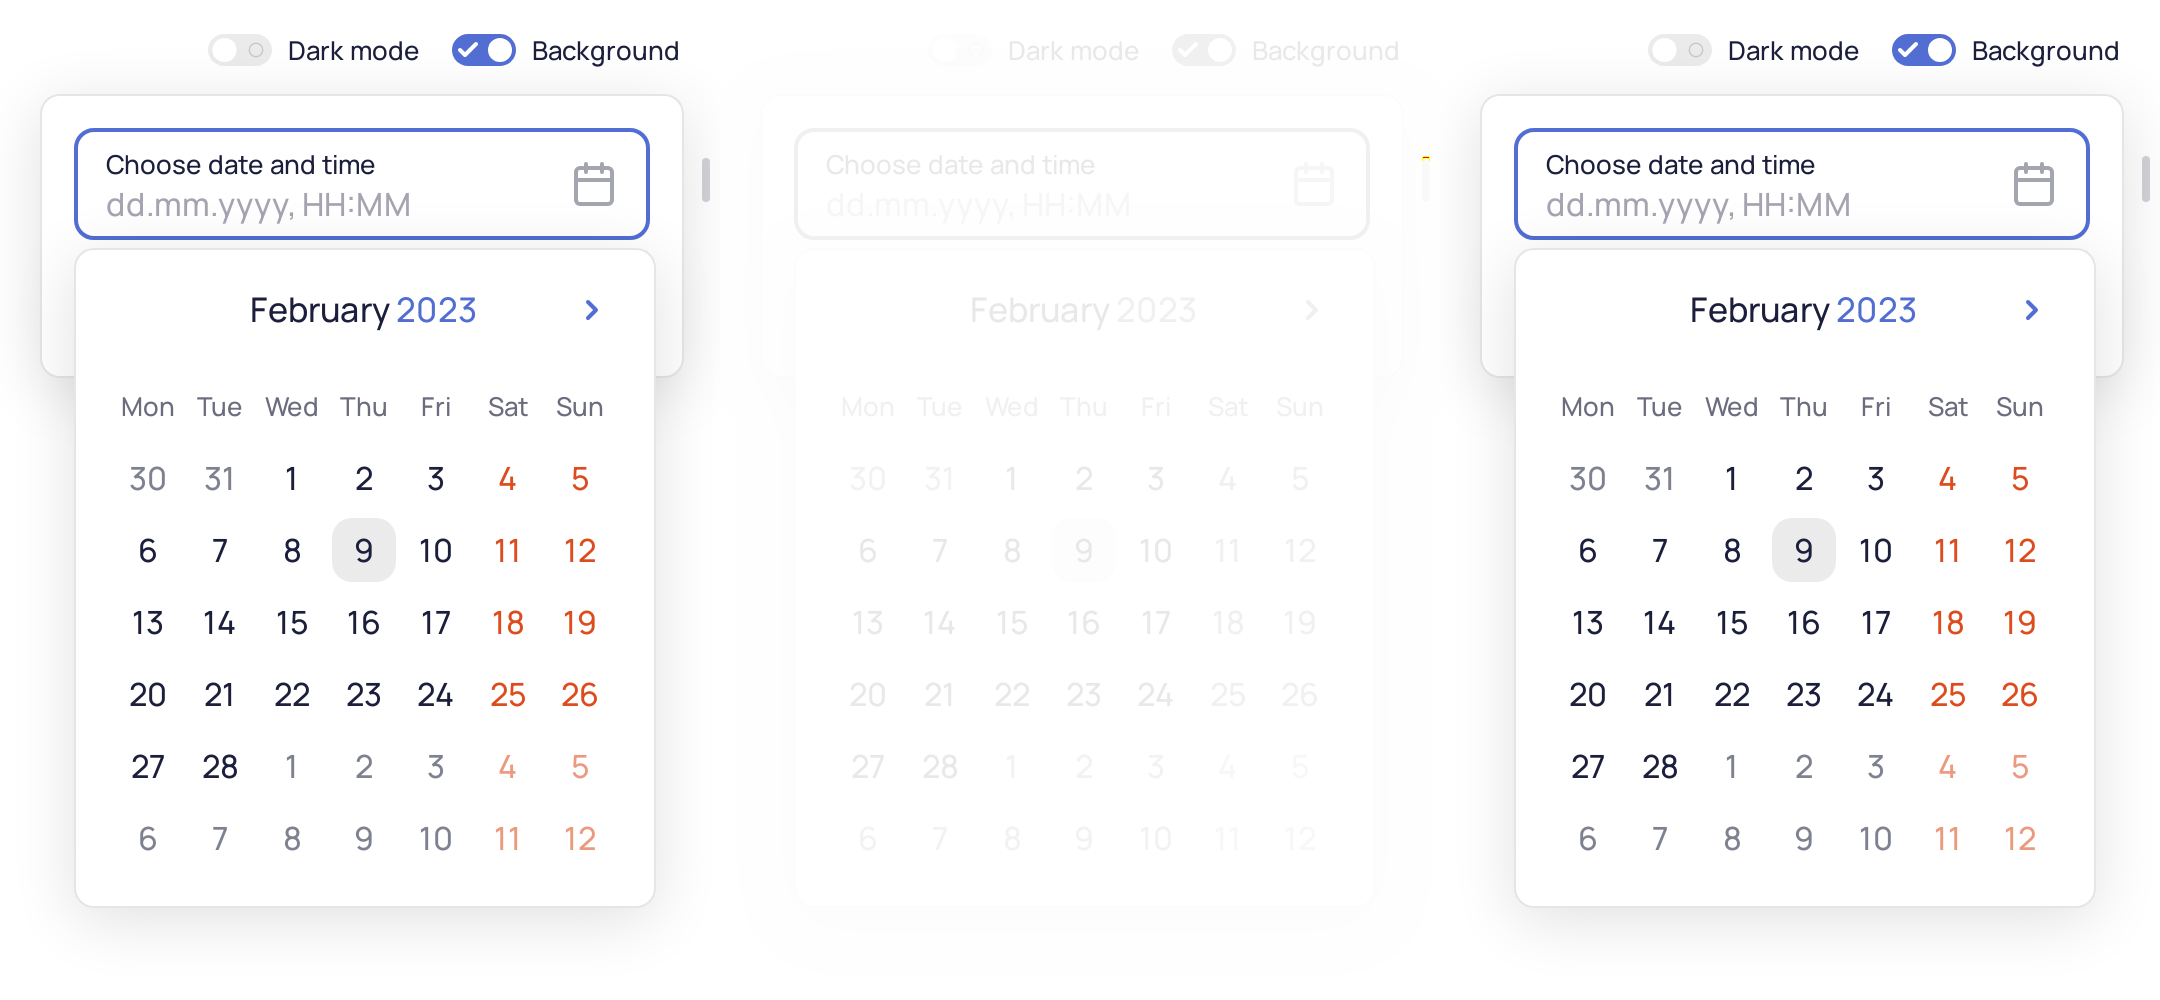 Dark mode Background
Choose date and time
dd.mm.yyyy, HH:MM
February 2023
Mon Tue Wed Thu Fri Sat Sun
30 31 1 2 3 4 5
6 7 8 9 10 11 12
13 14 15 16 17 18 19
20 21 22 23 24 25 26
27 28 1 2 3 4 5
6 7 8 9 10 11 12
Dark mode Background
Choose date and time
dd.mm.yyyy, HH:MM
February 2023
Mon Tue Wed Thu Fri Sat Sun
30 31 1 2 3 4 5
6 7 8 9 10 11 12
13 14 15 16 17 18 19
20 21 22 23 24 25 26
27 28 1 2 3 4 5
6 7 8 9 10 11 12
Dark mode Background
Choose date and time
dd.mm.yyyy, HH:MM
February 2023
Mon Tue Wed Thu Fri Sat Sun
30 31 1 2 3 4 5
6 7 8 9 10 11 12
13 14 15 16 17 18 19
20 21 22 23 24 25 26
27 28 1 2 3 4 5
6 7 8 9 10 11 12